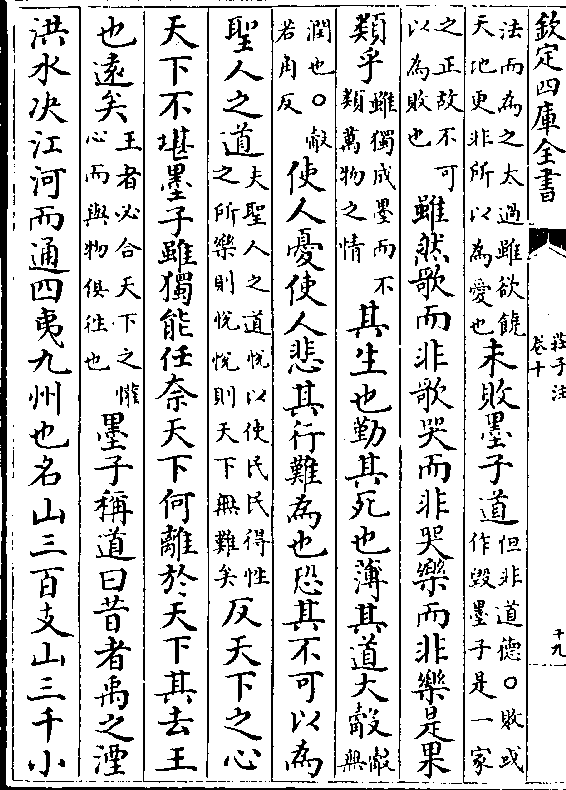 欽定四庫全書
莊子注
卷十
十九
法而為之太過雖欲饒
天地更非所以為愛也
未敗墨子道
但非道德○敗或
作毀墨子是一家
之正故不可
以為敗也
雖然歌而非歌哭而非哭樂而非樂是果
類乎
雖獨成墨而不
類萬物之情
其生也勤其死也薄其道大觳
觳無
潤也○觳
若角反
使人憂使人悲其行難為也恐其不可以為
聖人之道
夫聖人之道悅以使民民得性
之所樂則悅悅則天下無難矣
反天下之心
天下不堪墨子雖獨能任奈天下何離於天下其去王
也遠矣
王者必合天下之懽
心而與物俱徃也
墨子稱道曰昔者禹之湮
洪水决江河而通四夷九州也名山三百支山三千小